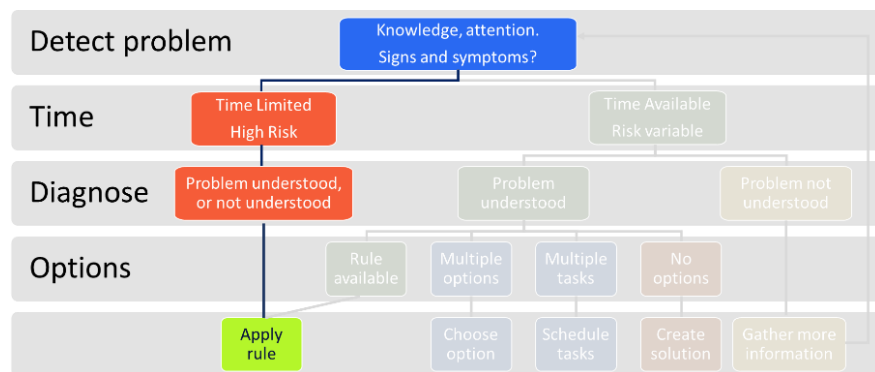 Detect problem
Knowledge, attention.
Signs and symptoms?
Time
Time Limited
High Risk
Time Available
Risk variable
Diagnose
Problem understood,
or not understood
Problem
understood
Problem not
understood
Options
Rule
available
Multiple
options
Multiple
tasks
No
options
Apply
rule
Choose
option
Schedule
tasks
Create
solution
Gather more
information